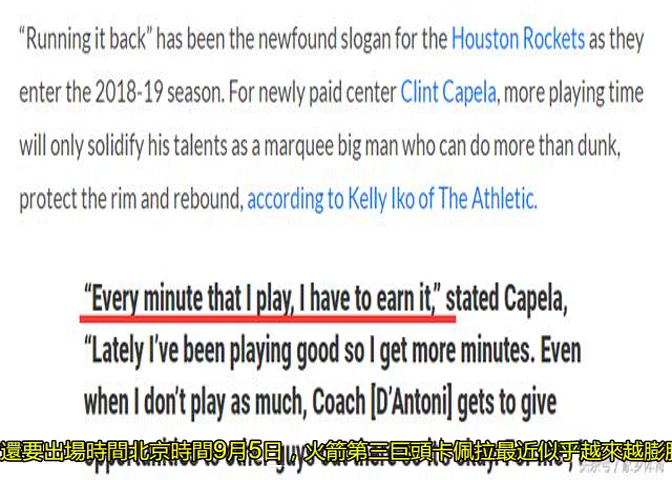 “Running it back” has been the newfound slogan for the Houston Rockets as they
enter the 2018-19 season. For newly paid center Clint Capela, more playing time
will only solidify his talents as a marquee big man who can do more than dunk,
protect the rim and rebound, according to Kelly Iko of The Athletic.
“Every minute that I play, I have to earn it,” stated Capela,
“Lately I’ve been playing good so I get more minutes. Even
when I don’t play as much, Coach [D’Antoni] gets to give
還要出場時間北京時間9月5日，火箭第三巨頭卡佩拉最近似乎越來越膨